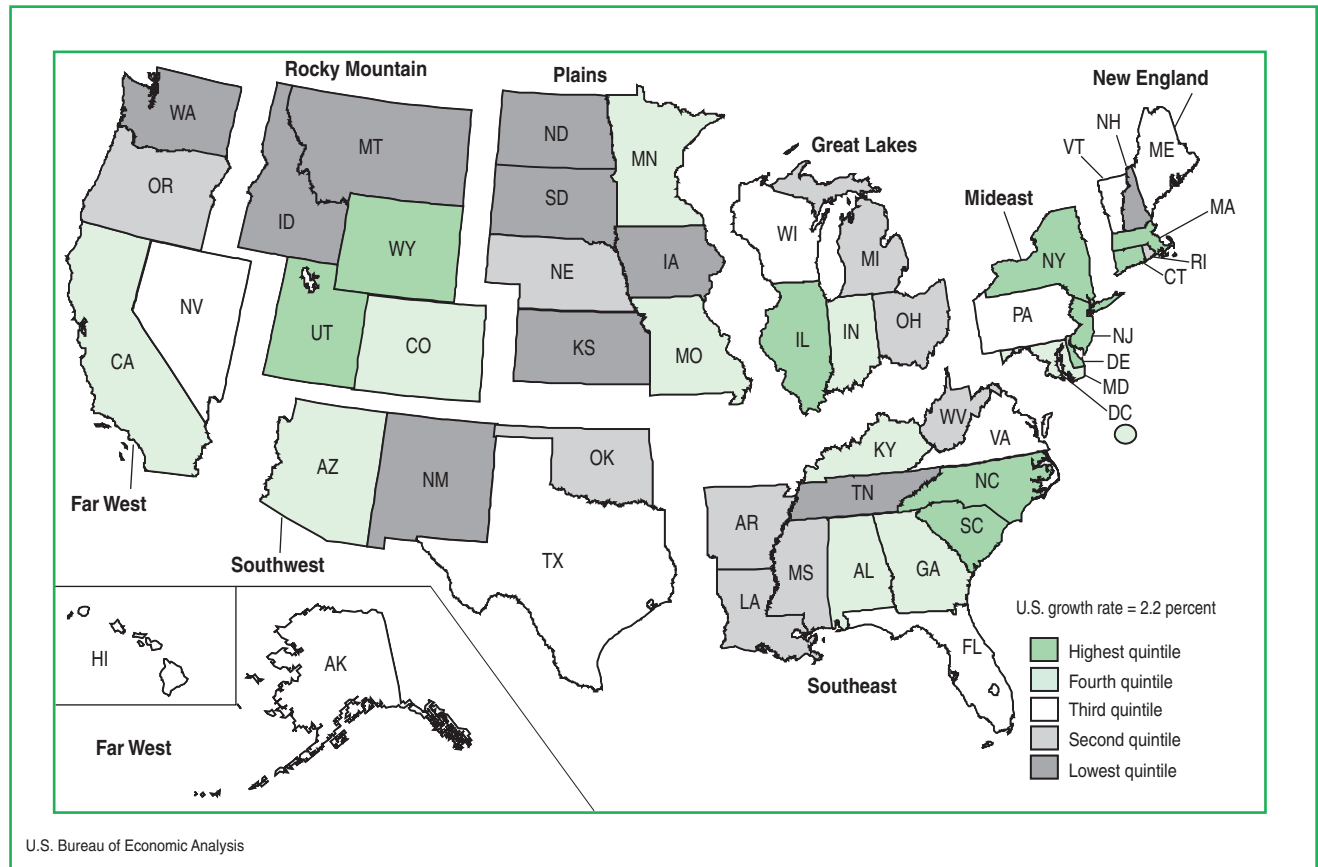 Rocky Mountain
Plains
New England
Great Lakes
Mideast
WA
OR
CA
NV
MT
ID
WY
UT
CO
ND
SD
NE
KS
MN
IA
MO
WI
MI
IL
IN
OH
NH
VT
ME
MA
RI
CT
NY
PA
NJ
DE
MD
DC
Far West
AZ
NM
OK
TX
Southwest
KY
WV
VA
TN
NC
SC
AR
MS
AL
GA
LA
FL
Southeast
HI
AK
Far West
U.S. growth rate = 2.2 percent
Highest quintile
Fourth quintile
Third quintile
Second quintile
Lowest quintile
U.S. Bureau of Economic Analysis